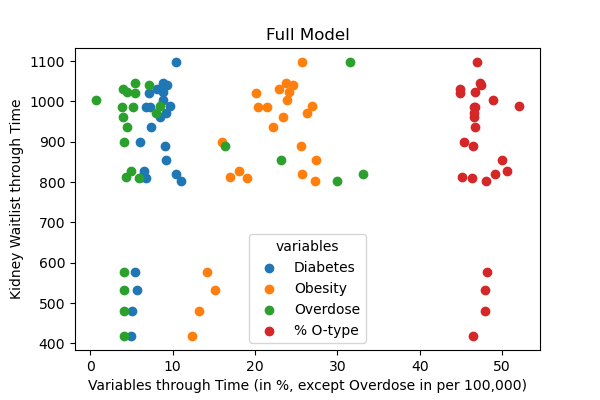 Full Model
Kidney Waitlist through Time
1100
1000
900
800
700
600
500
400
variables
Diabetes
Obesity
Overdose
% O-type
0 10 20 30 40 50
Variables through Time (in %, except Overdose in per 100,000)